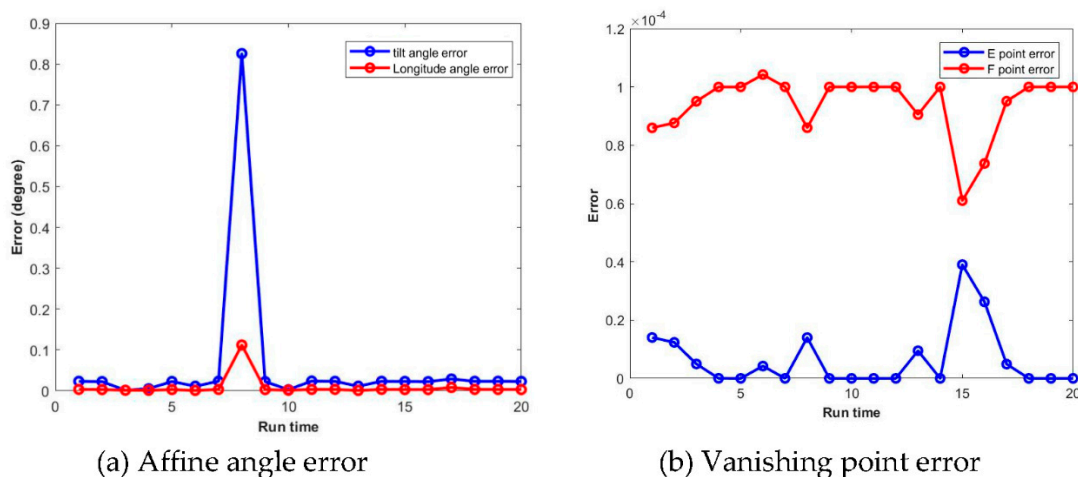 0.9
0.8
0.7
0.6
0.5
0.4
0.3
0.2
0.1
0
0 5 10 15 20
Error (degree)
Run time
tilt angle error
Longitude angle error
(a) Affine angle error
×10⁻⁴
1.2
1
0.8
0.6
0.4
0.2
0
0 5 10 15 20
Error
Run time
E point error
F point error
(b) Vanishing point error